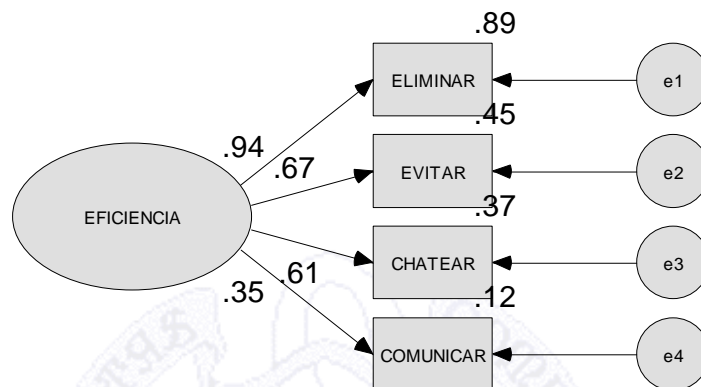 .89
ELIMINAR
e1
.94
.67
.45
EVITAR
e2
EFICIENCIA
.37
CHATEAR
e3
.35
.61
.12
COMUNICAR
e4